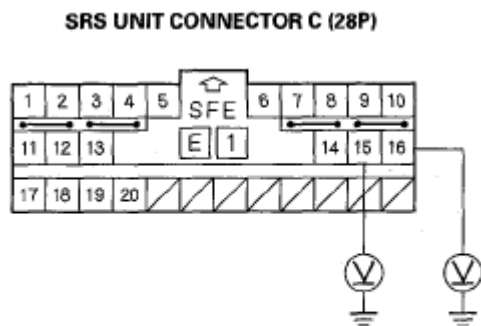 SRS UNIT CONNECTOR C (28P)
1 2 3 4 5 6 7 8 9 10
SFE
11 12 13 E 1 14 15 16
17 18 19 20
V V